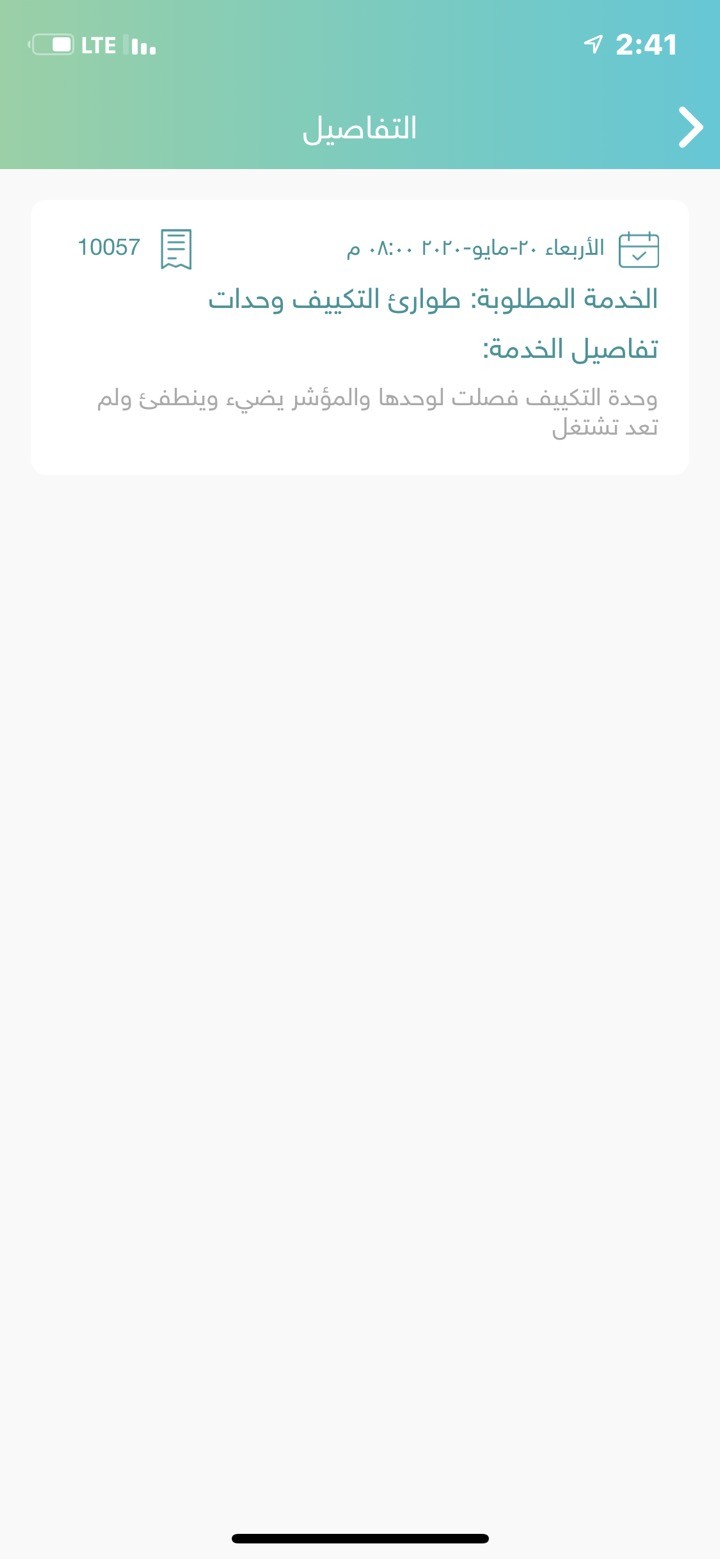 2:41
LTE
التفاصيل
الأربعاء ٢٠-مايو-٢٠٢٠ ٠٨:٠٠ م
10057
الخدمة المطلوبة: طوارئ التكييف وحدات
تفاصيل الخدمة:
وحدة التكييف فصلت لوحدها والمؤشر يضيء وينطفئ ولم
تعد تشتغل